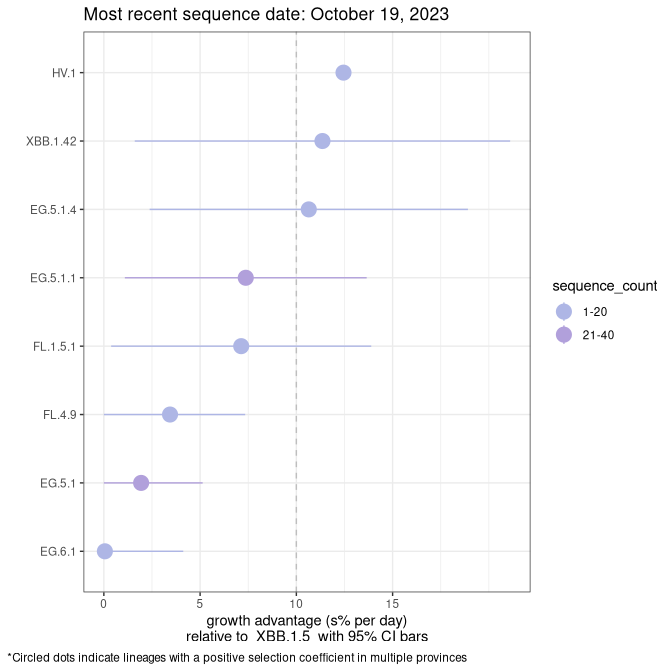 Most recent sequence date: October 19, 2023
HV.1
XBB.1.42
EG.5.1.4
EG.5.1.1
FL.1.5.1
FL.4.9
EG.5.1
EG.6.1
0 5 10 15
growth advantage (s% per day)
relative to XBB.1.5 with 95% CI bars
sequence_count
1-20
21-40
*Circled dots indicate lineages with a positive selection coefficient in multiple provinces